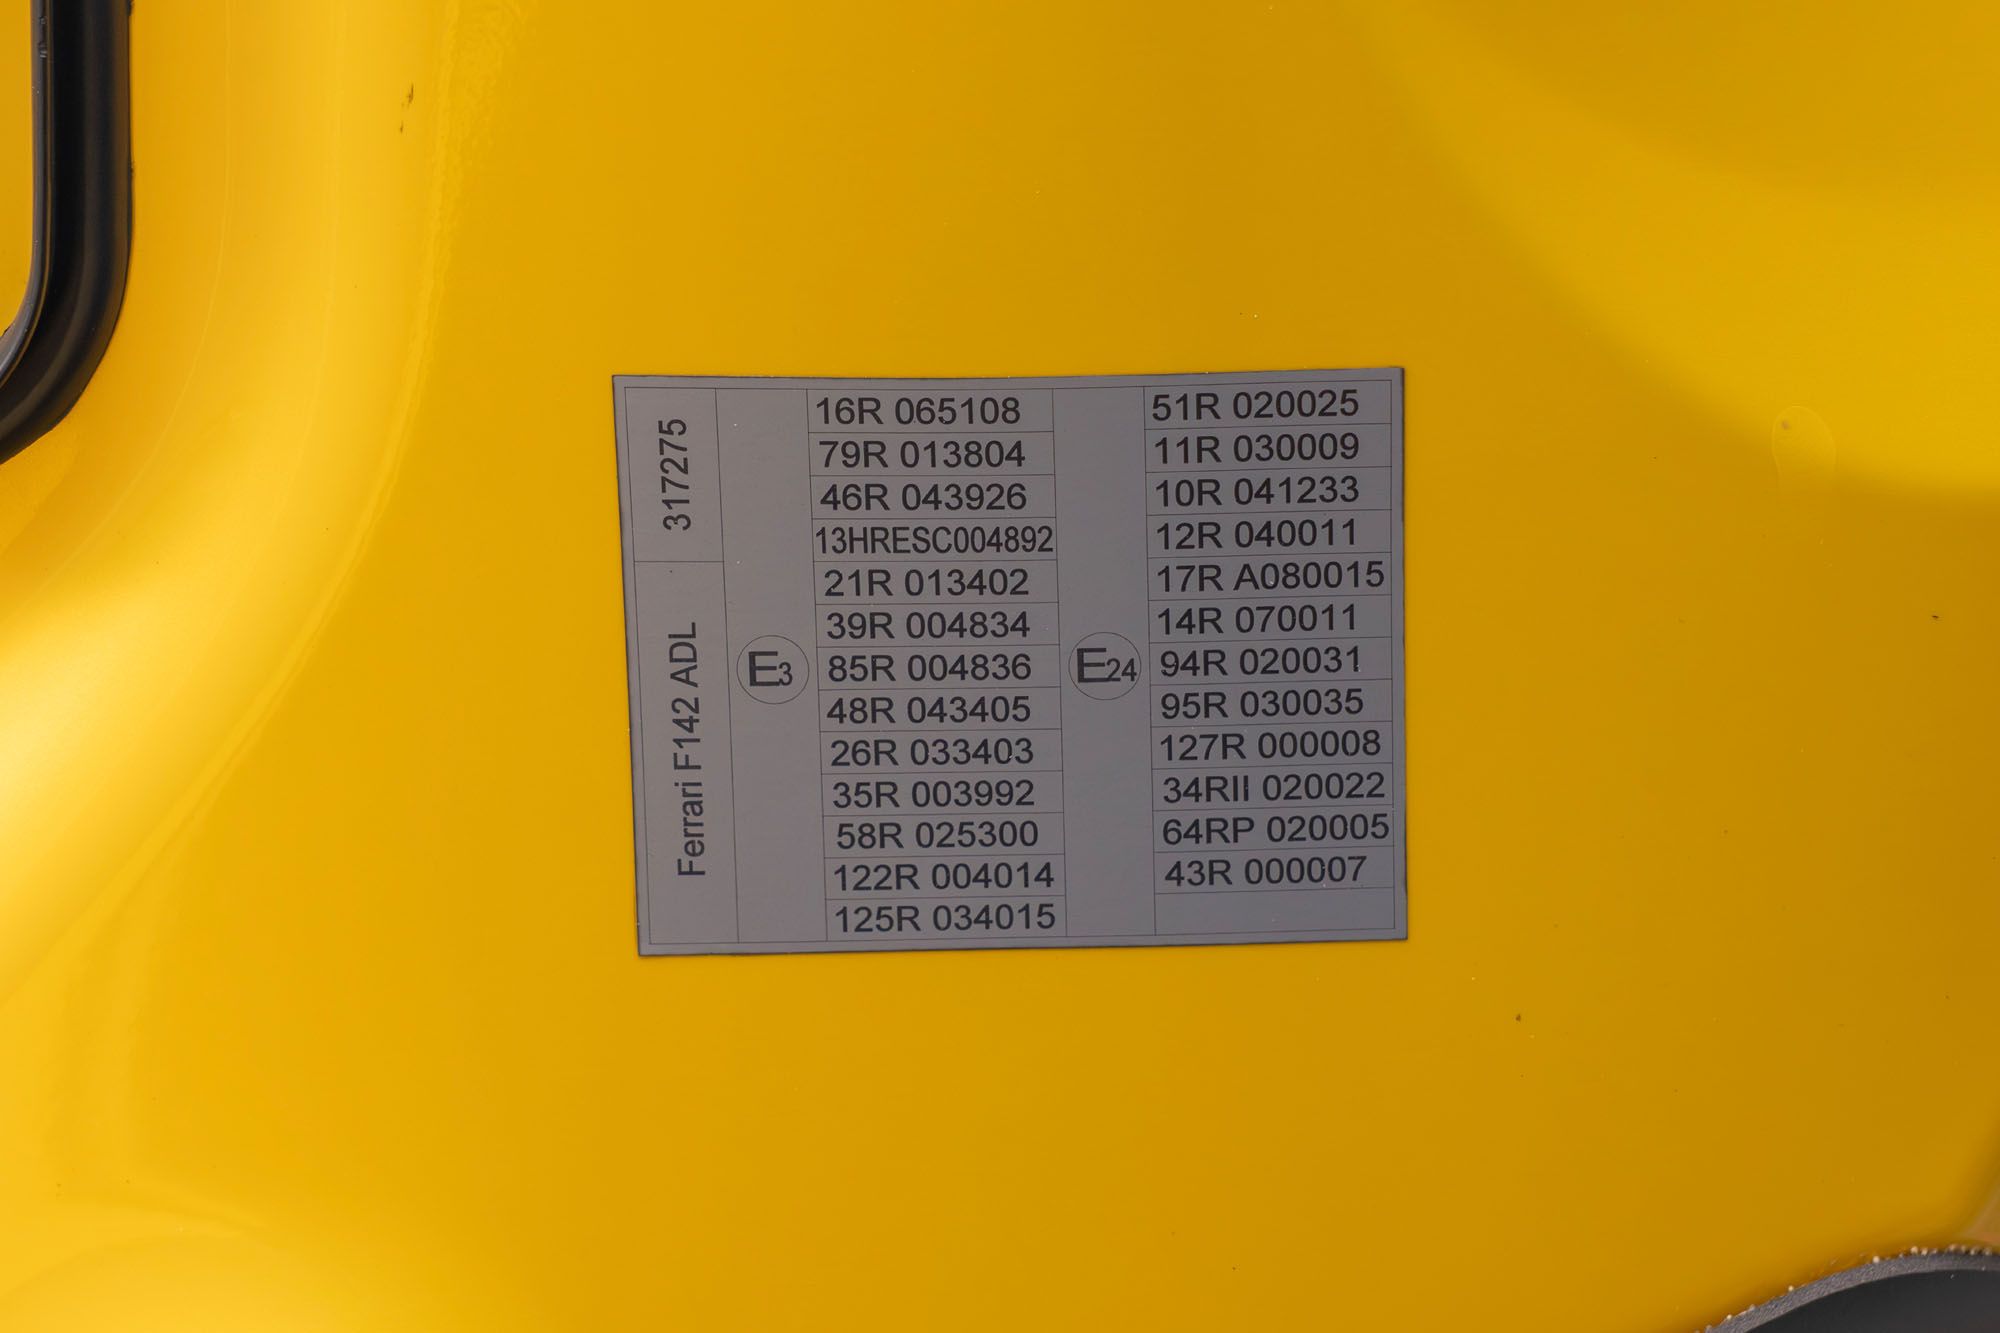 317275
Ferrari F142 ADL
E3
16R 065108
79R 013804
46R 043926
13HRESC004892
21R 013402
39R 004834
85R 004836
48R 043405
26R 033403
35R 003992
58R 025300
122R 004014
125R 034015
E24
51R 020025
11R 030009
10R 041233
12R 040011
17R A080015
14R 070011
94R 020031
95R 030035
127R 000008
34RII 020022
64RP 020005
43R 000007